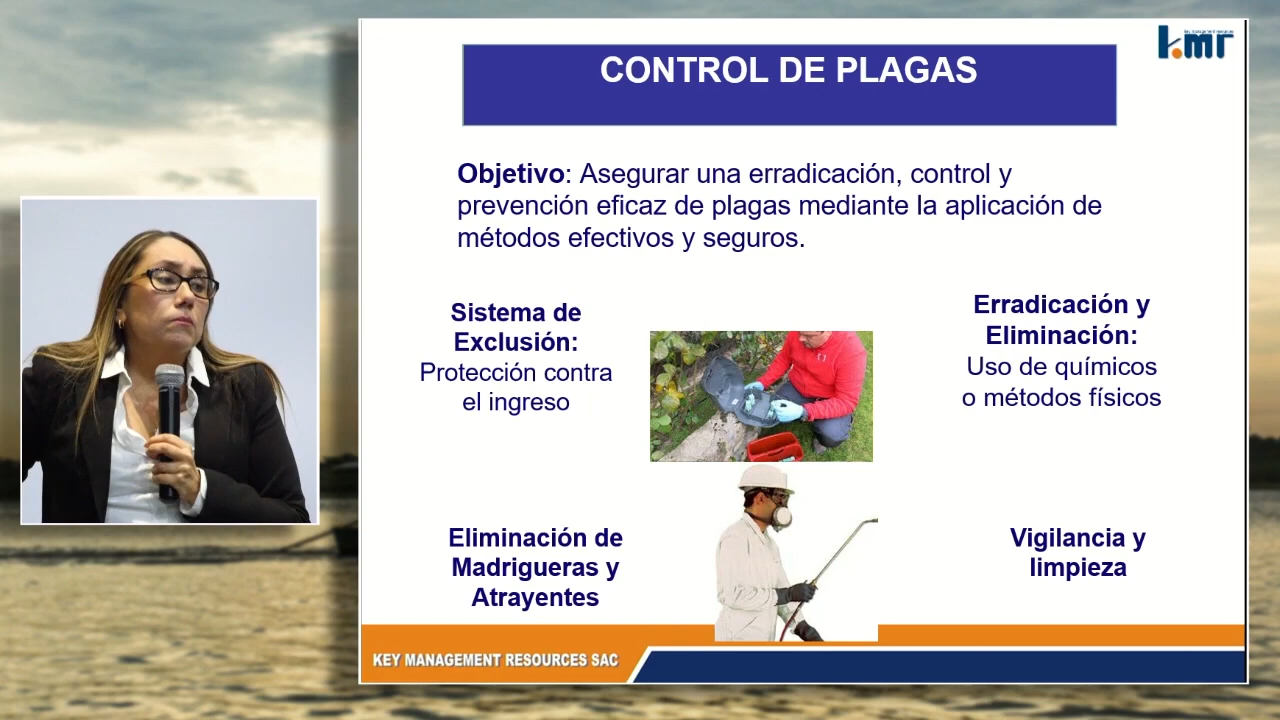 kmr
CONTROL DE PLAGAS
Objetivo: Asegurar una erradicación, control y
prevención eficaz de plagas mediante la aplicación de
métodos efectivos y seguros.
Sistema de
Exclusión:
Protección contra
el ingreso
Erradicación y
Eliminación:
Uso de químicos
o métodos físicos
Eliminación de
Madrigueras y
Atrayentes
Vigilancia y
limpieza
KEY MANAGEMENT RESOURCES SAC